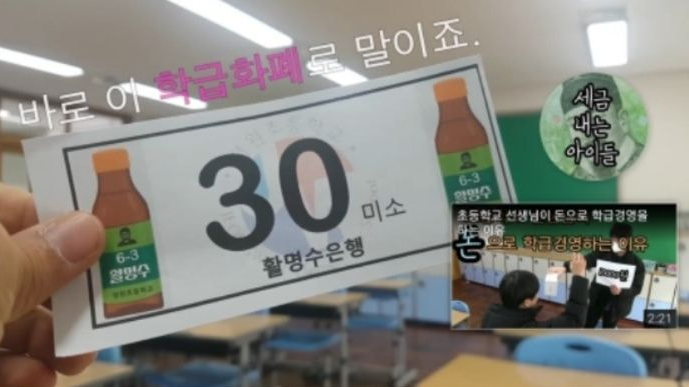 바로 이 학급화폐로 말이죠.
세금
내는
아이들
30 미소
활명수은행
6-3
활명수
6-3
활명수
초등학교 선생님이 돈으로 학급경영을
하는 이유
돈으로 학급경영하는 이유
2:21